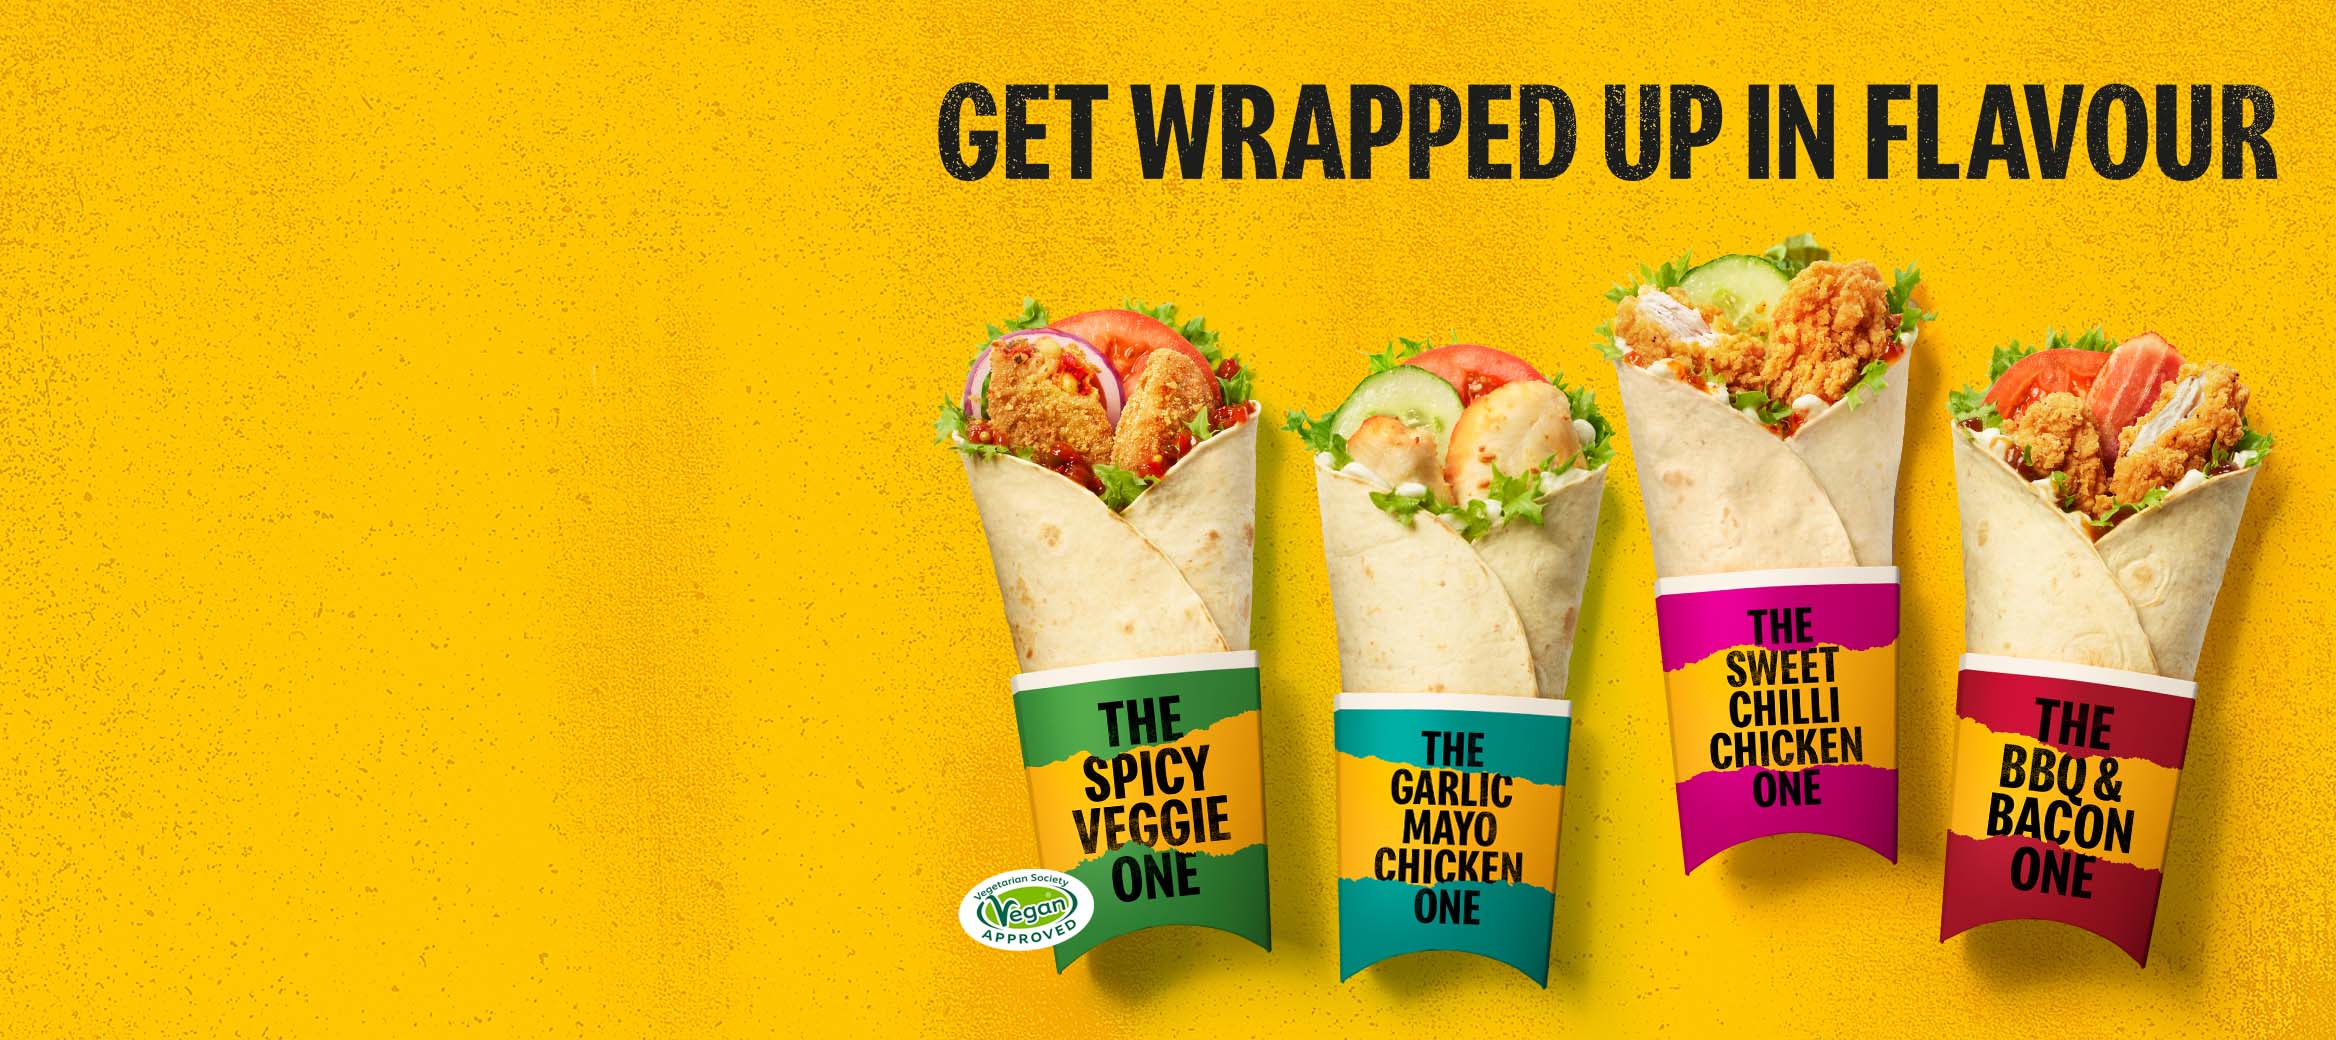 GET WRAPPED UP IN FLAVOUR
THE
SPICY
VEGGIE
ONE
Vegetarian Society
Vegan
APPROVED
THE
GARLIC
MAYO
CHICKEN
ONE
THE
SWEET
CHILLI
CHICKEN
ONE
THE
BBQ &
BACON
ONE